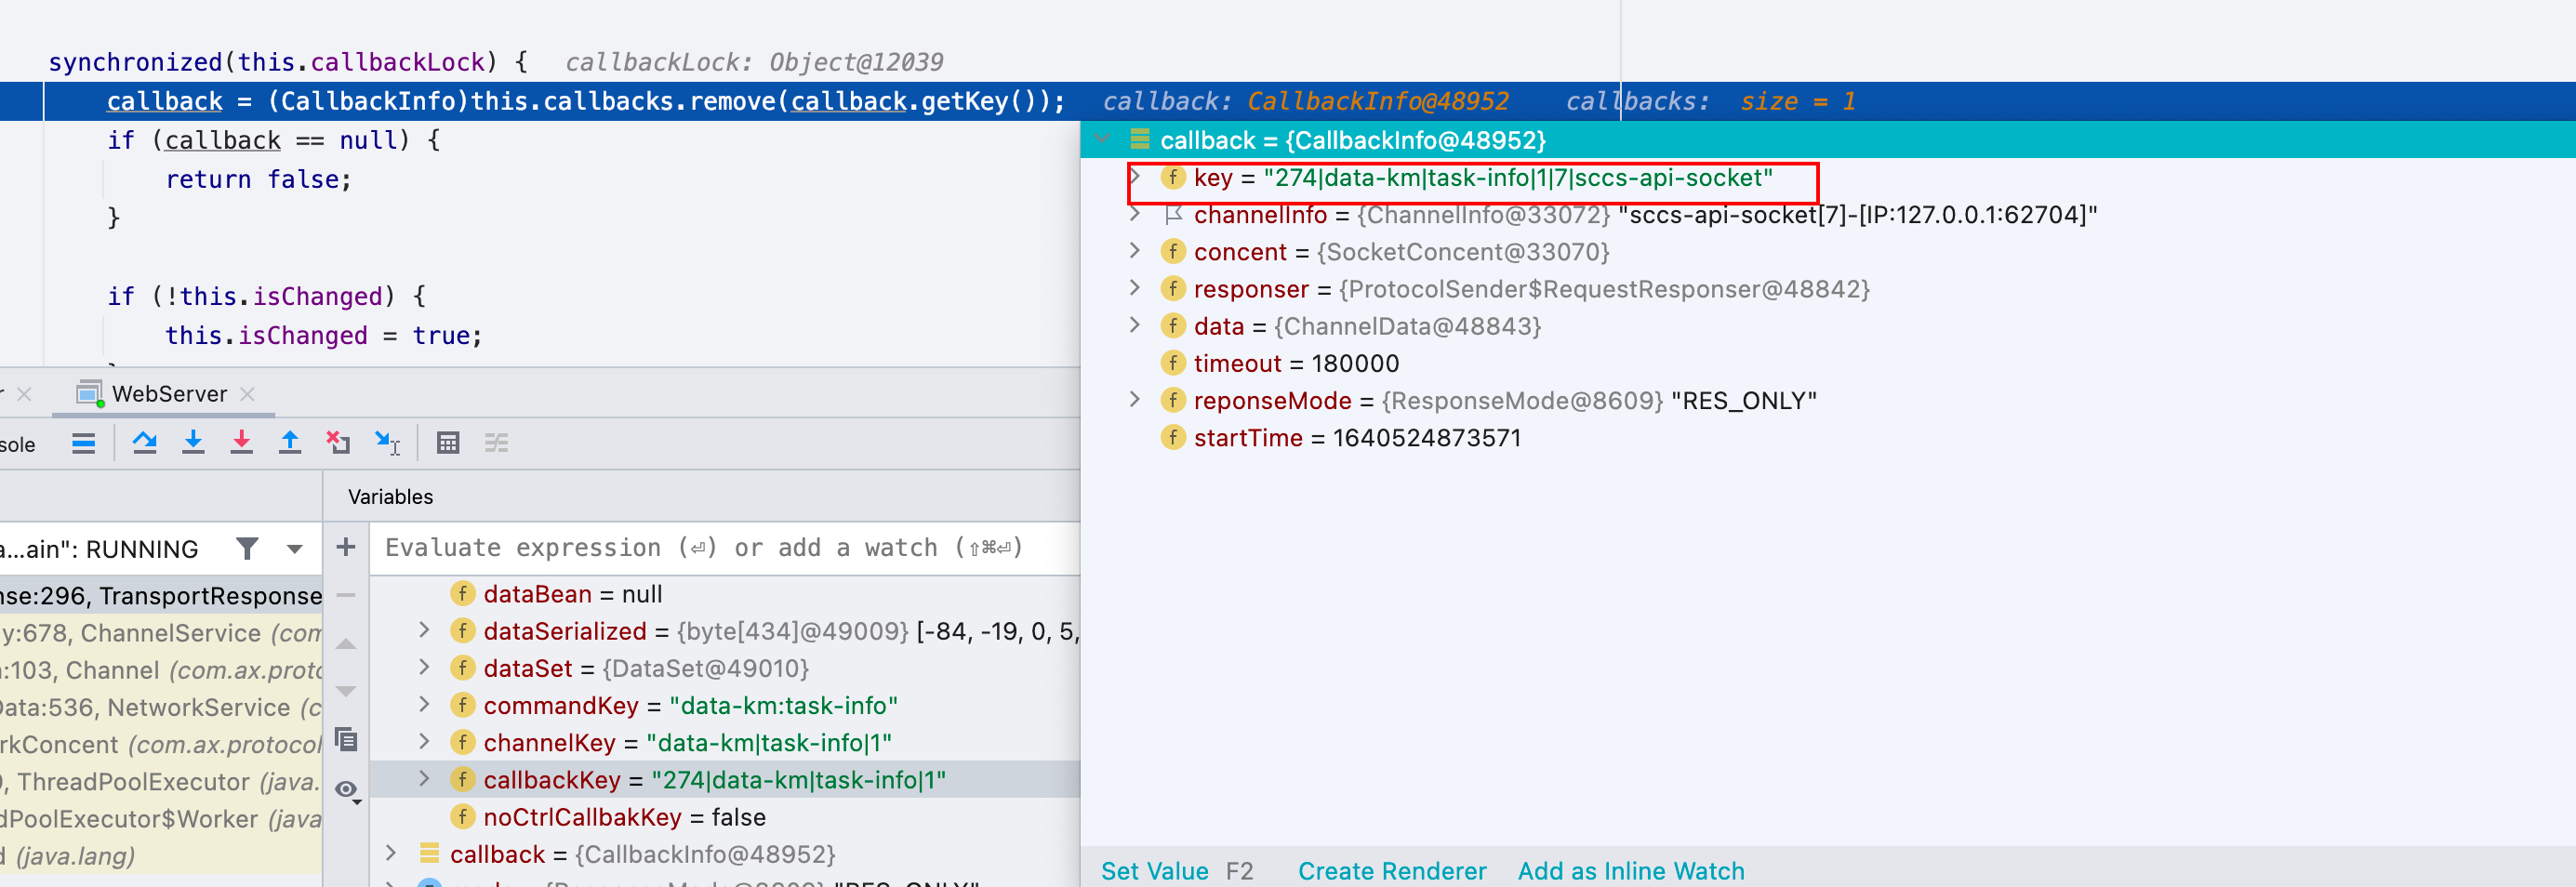 synchronized(this.callbackLock) {  callbackLock: Object@12039
callback = (CallbackInfo)this.callbacks.remove(callback.getKey());  callback: CallbackInfo@48952  callbacks:  size = 1
if (callback == null) {
return false;
}
if (!this.isChanged) {
this.isChanged = true;
callback = {CallbackInfo@48952}
key = "274|data-km|task-info|1|7|sccs-api-socket"
channelInfo = {ChannelInfo@33072} "sccs-api-socket[7]-[IP:127.0.0.1:62704]"
concent = {SocketConcent@33070}
responser = {ProtocolSender$RequestResponser@48842}
data = {ChannelData@48843}
timeout = 180000
reponseMode = {ResponseMode@8609} "RES_ONLY"
startTime = 1640524873571
Set Value F2 Create Renderer Add as Inline Watch
WebServer
sole
Variables
a...ain": RUNNING
Evaluate expression (⏎) or add a watch (⇧⌘⏎)
nse:296, TransportResponse
y:678, ChannelService (com
:103, Channel (com.ax.proto
Data:536, NetworkService (c
rkConcent (com.ax.protocol
), ThreadPoolExecutor (java.
dPoolExecutor$Worker (java
d (java.lang)
dataBean = null
dataSerialized = {byte[434]@49009} [-84, -19, 0, 5,
dataSet = {DataSet@49010}
commandKey = "data-km:task-info"
channelKey = "data-km|task-info|1"
callbackKey = "274|data-km|task-info|1"
noCtrlCallbakKey = false
callback = {CallbackInfo@48952}